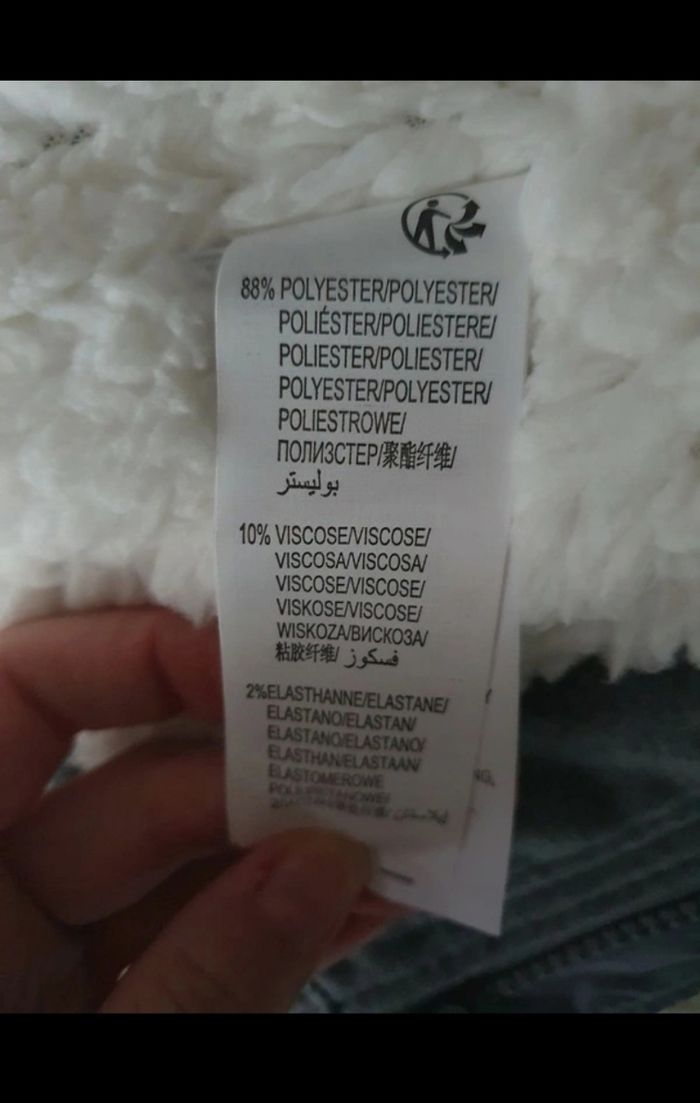 88% POLYESTER/POLYESTER/
POLIÉSTER/POLIESTERE/
POLIESTER/POLIESTER/
POLYESTER/POLYESTER/
POLIESTROWE/
ПОЛИЗСТЕР/聚酯纤维/
بوليستر
10% VISCOSE/VISCOSE/
VISCOSA/VISCOSA/
VISCOSE/VISCOSE/
VISKOSE/VISCOSE/
WISKOZA/ВИСКОЗА/
粘胶纤维/ فسكوز
2%ELASTHANNE/ELASTANE/
ELASTANO/ELASTAN/
ELASTANO/ELASTANO/
ELASTHAN/ELASTAAN/
ELASTOMEROWE